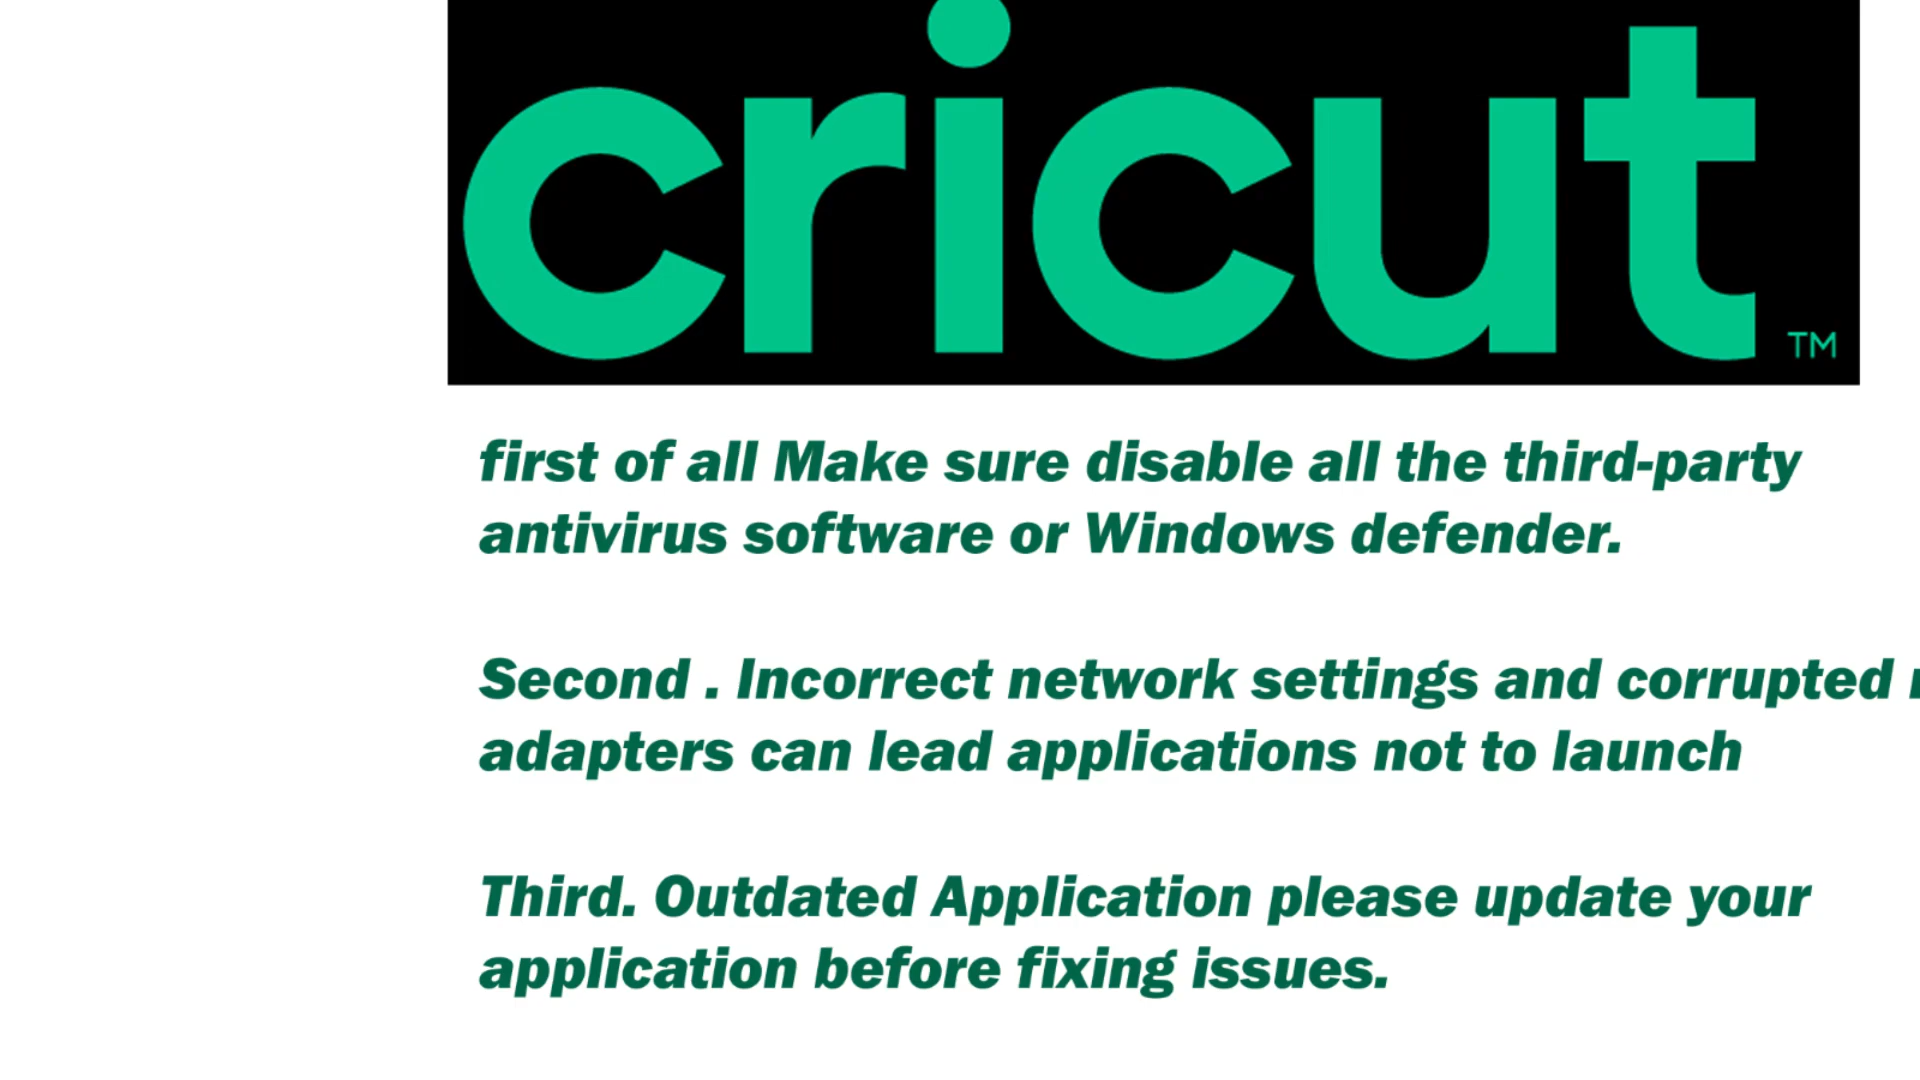 cricut TM
first of all Make sure disable all the third-party
antivirus software or Windows defender.
Second . Incorrect network settings and corrupted
adapters can lead applications not to launch
Third. Outdated Application please update your
application before fixing issues.